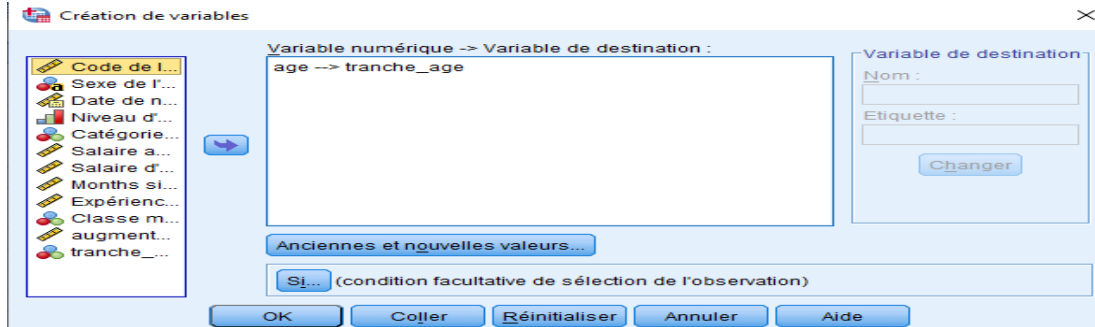 Création de variables
Code de l'...
Sexe de l'...
Date de n...
Niveau d'...
Catégorie...
Salaire a...
Salaire d'...
Months si...
Expérienc...
Classe m...
augment...
tranche_...
Variable numérique -> Variable de destination :
age --> tranche_age
Variable de destination
Nom :
Etiquette :
Changer
Anciennes et nouvelles valeurs...
Si... (condition facultative de sélection de l'observation)
OK Coller Réinitialiser Annuler Aide